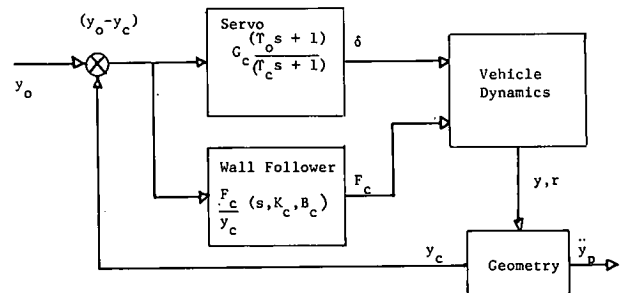 (y_o-y_c)
y_o
Servo
G_c (T_o s + 1)
(T_c s + 1)
δ
Vehicle
Dynamics
Wall Follower
F_c
y_c
(s,K_c,B_c)
F_c
y,r
y_c
Geometry
ÿ_p